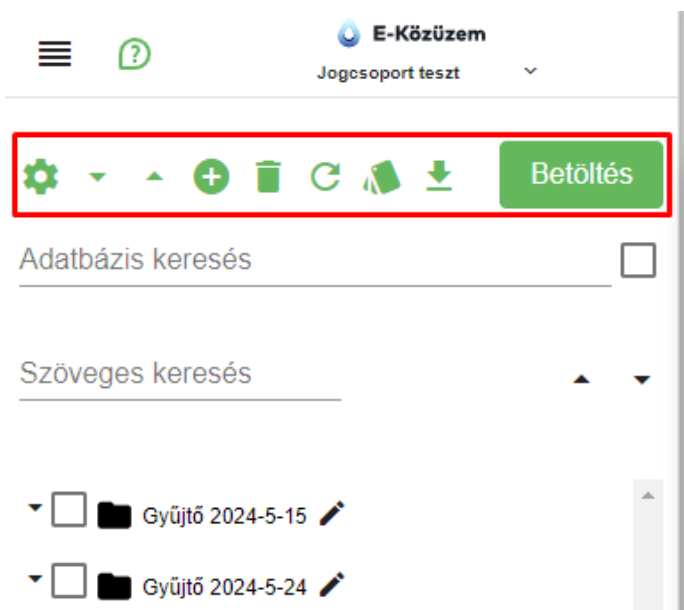 E-Közüzem
Jogcsoport teszt
Betöltés
Adatbázis keresés
Szöveges keresés
Gyűjtő 2024-5-15
Gyűjtő 2024-5-24